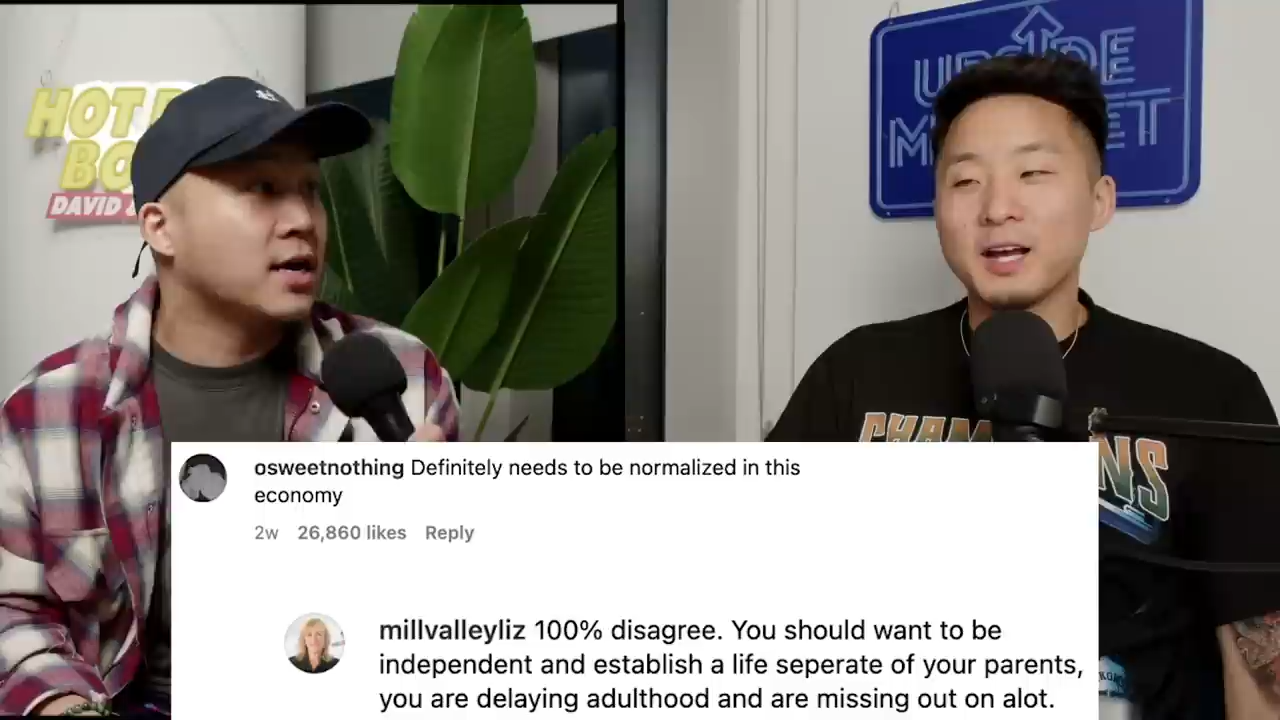 HOT
DAVID &
osweetnothing Definitely needs to be normalized in this
economy
2w 26,860 likes Reply
millvalleyliz 100% disagree. You should want to be
independent and establish a life seperate of your parents,
you are delaying adulthood and are missing out on alot.